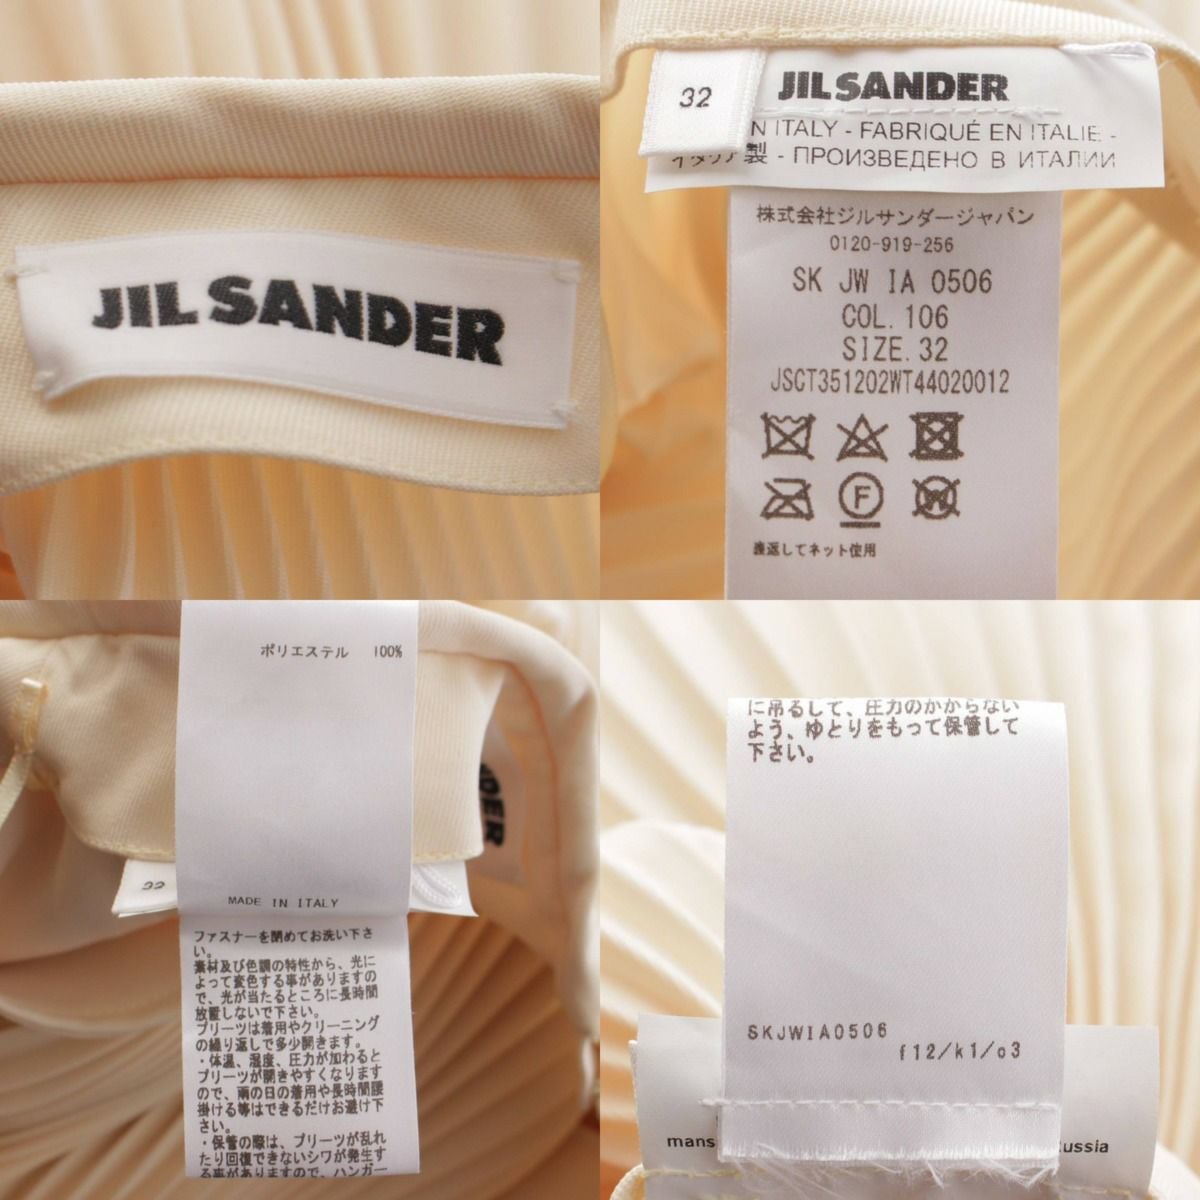 JIL SANDER
32
JIL SANDER
N ITALY - FABRIQUÉ EN ITALIE -
イタリア製 - ПРОИЗВЕДЕНО В ИТАЛИИ
株式会社ジルサンダージャパン
0120-919-256
SK JW IA 0506
COL. 106
SIZE. 32
JSCT351202WT44020012
F
W
裏返してネット使用
ポリエステル 100%
DER
32
MADE IN ITALY
ファスナーを閉めてお洗い下さ
い。
素材及び色調の特性から、光に
よって変色する事がありますの
で、光が当たるところに長時間
放置しないで下さい。
プリーツは着用やクリーニング
の繰り返しで多少開きます。
・体温、湿度、圧力が加わると
プリーツが開きやすくなります
ので、雨の日の着用や長時間腰
掛ける等はできるだけお避け下
さい。
・保管の際は、プリーツが乱れ
たり回復できないシワが発生す
る事がありますので、ハンガー
に吊るして、圧力のかからない
よう、ゆとりをもって保管して
下さい。
SKJWIA0506
f12/k1/o3
mans
ussia